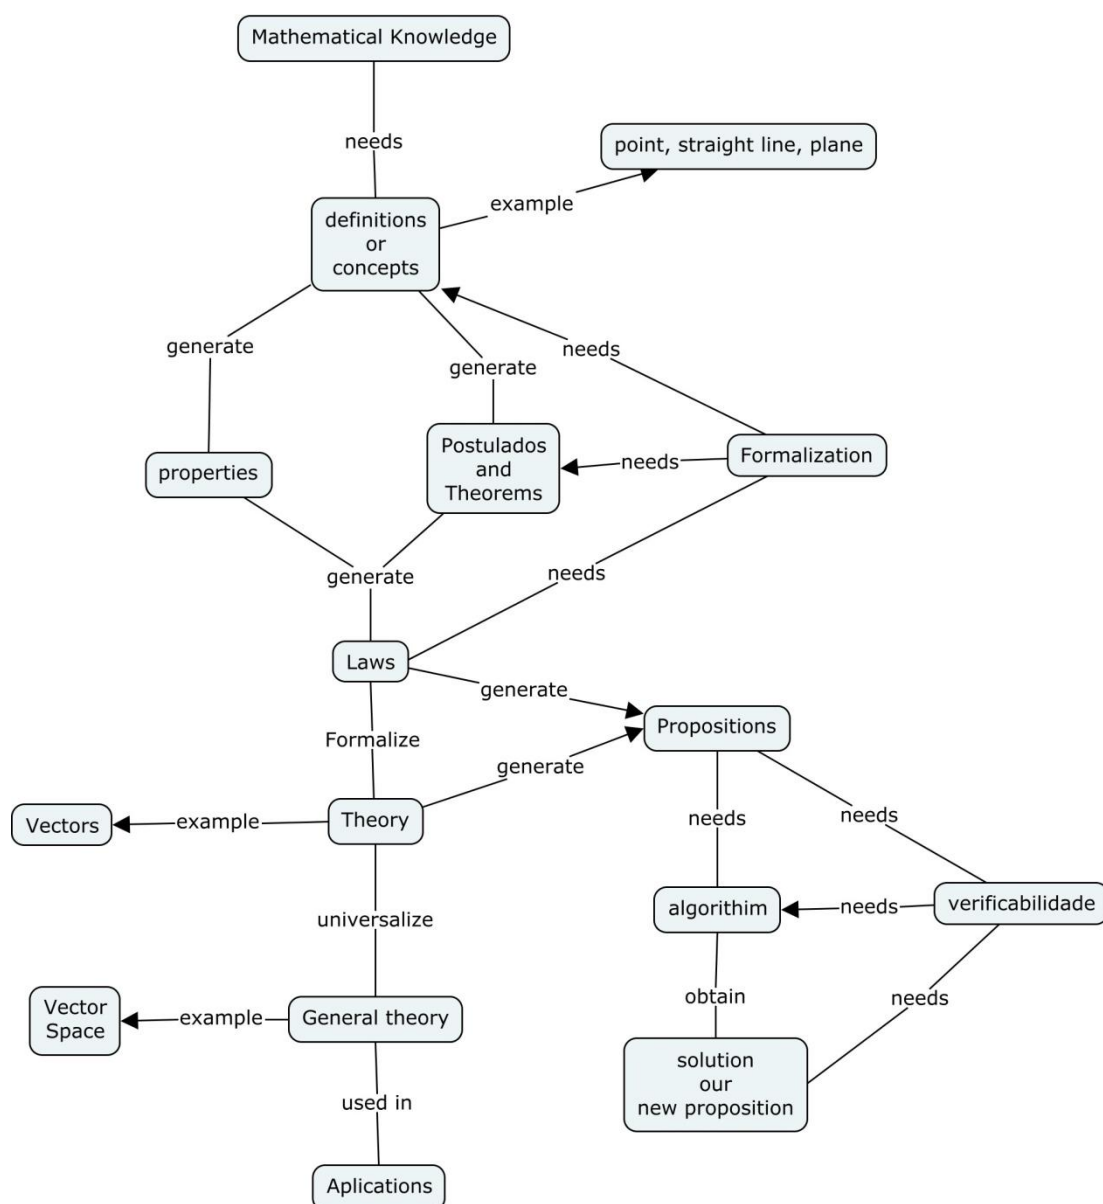 Mathematical Knowledge
needs
point, straight line, plane
example
definitions
or
concepts
generate
generate
needs
properties
Postulados
and
Theorems
needs
Formalization
generate
needs
Laws
generate
Propositions
Formalize
generate
Vectors
example
Theory
needs
needs
universalize
algorithim
needs
verificabilidade
Vector
Space
example
General theory
obtain
needs
used in
solution
our
new proposition
Aplications